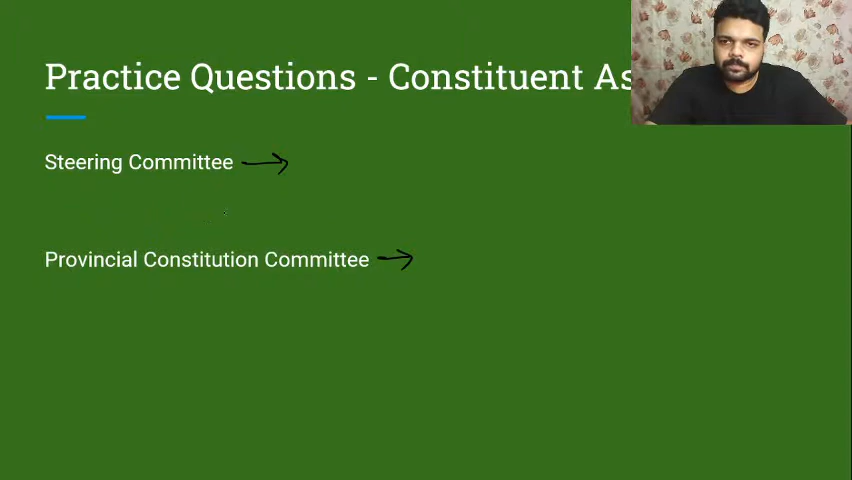 Practice Questions - Constituent As
Steering Committee
Provincial Constitution Committee